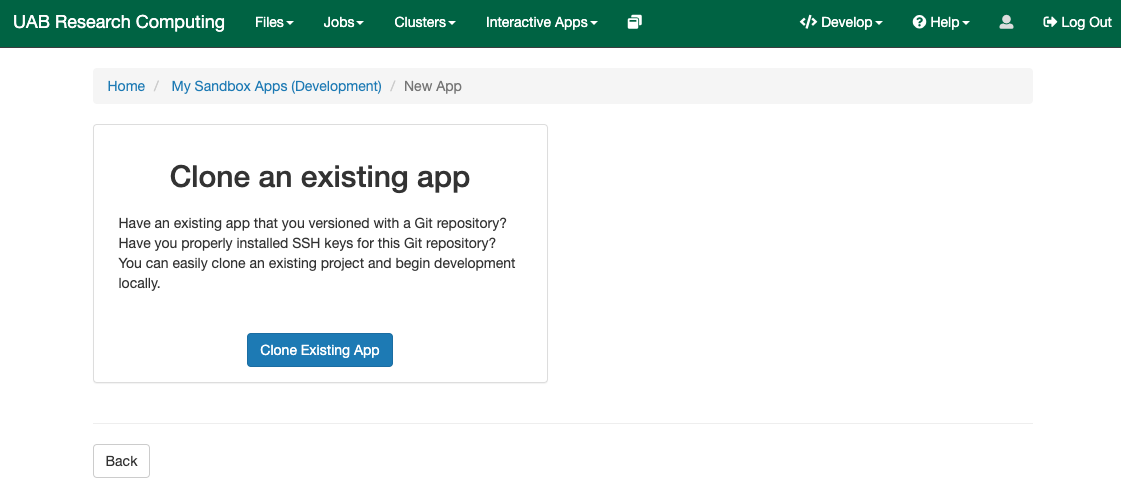 UAB Research Computing Files Jobs Clusters Interactive Apps </> Develop Help Log Out
Home / My Sandbox Apps (Development) / New App
Clone an existing app
Have an existing app that you versioned with a Git repository?
Have you properly installed SSH keys for this Git repository?
You can easily clone an existing project and begin development
locally.
Clone Existing App
Back